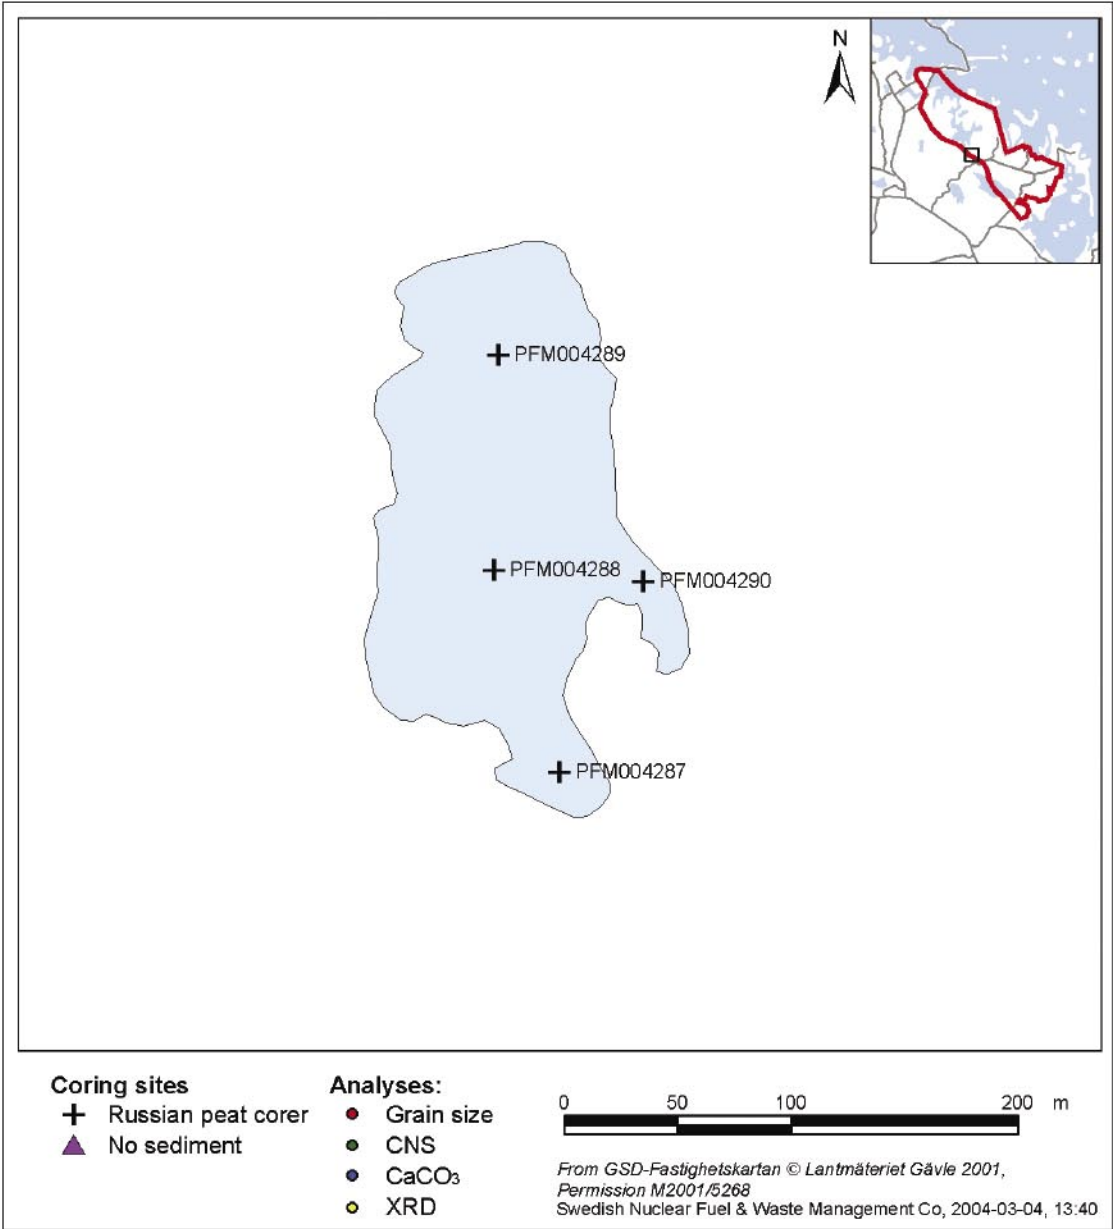 N
PFM004289
PFM004288
PFM004290
PFM004287
Coring sites
Russian peat corer
No sediment
Analyses:
Grain size
CNS
CaCO₃
XRD
0 50 100 200 m
From GSD-Fastighetskartan © Lantmäteriet Gävle 2001,
Permission M2001/5268
Swedish Nuclear Fuel & Waste Management Co, 2004-03-04, 13:40